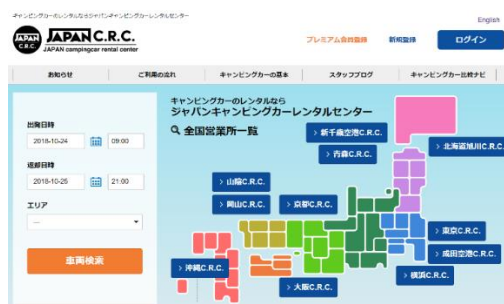 キャンピングカーのレンタルならジャパンキャンピングカーレンタルセンター
English
JAPAN C.R.C.
JAPAN C.R.C.
JAPAN campingcar rental center
プレミアム会員登録
新規登録
ログイン
お知らせ
ご利用の流れ
キャンピングカーの基本
スタッフブログ
キャンピングカー比較ナビ
キャンピングカーのレンタルなら
ジャパンキャンピングカーレンタルセンター
全国営業所一覧
出発日時
2018-10-24
09:00
返却日時
2018-10-25
21:00
エリア
---
車両検索
> 新千歳空港C.R.C.
> 北海道旭川C.R.C.
> 青森C.R.C.
> 山陰C.R.C.
> 岡山C.R.C.
> 京都C.R.C.
> 東京C.R.C.
> 成田空港C.R.C.
> 横浜C.R.C.
> 沖縄C.R.C.
> 大阪C.R.C.